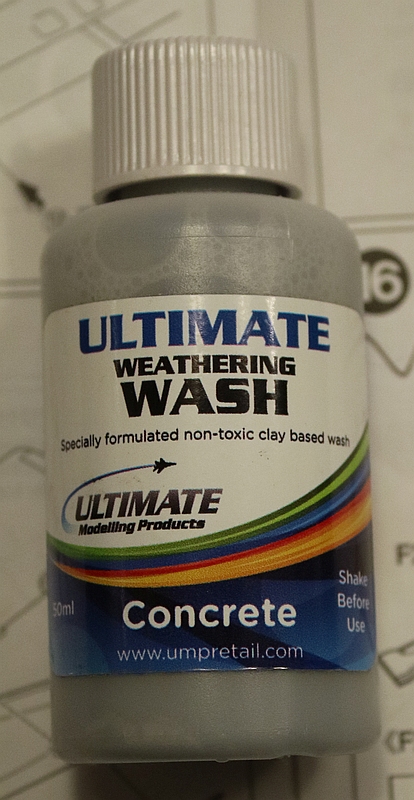 16
ULTIMATE
WEATHERING
WASH
Specially formulated non-toxic clay based wash
ULTIMATE
Modelling Products
50ml
Concrete
Shake
Before
Use
www.umpretail.com